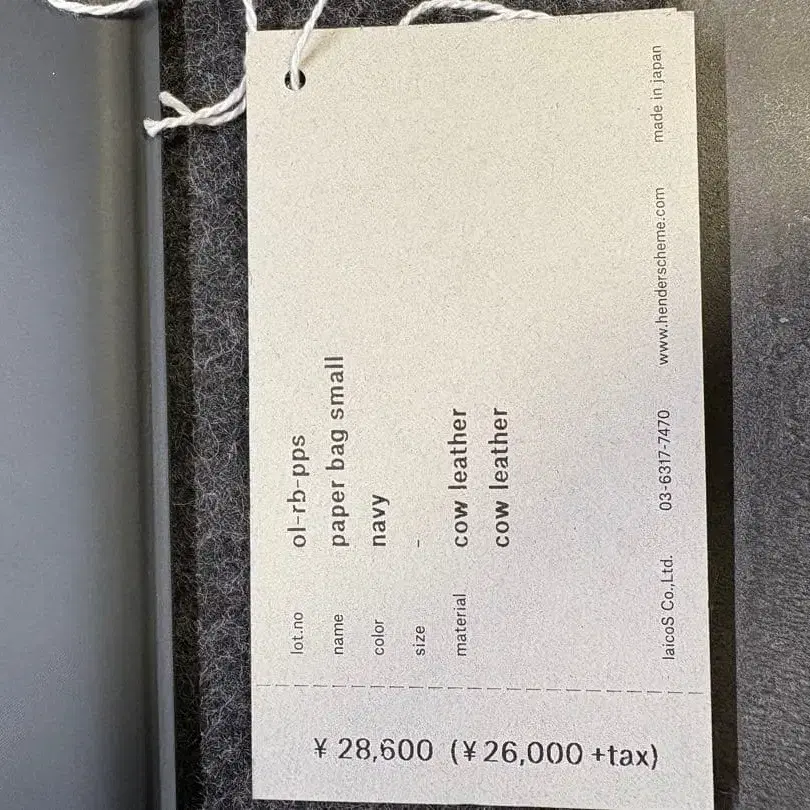 lot.no ol-rb-pps
name paper bag small
color navy
size -
material cow leather
cow leather
laicoS Co.,Ltd. 03-6317-7470 www.henderscheme.com made in japan
¥ 28,600 (¥ 26,000 +tax)